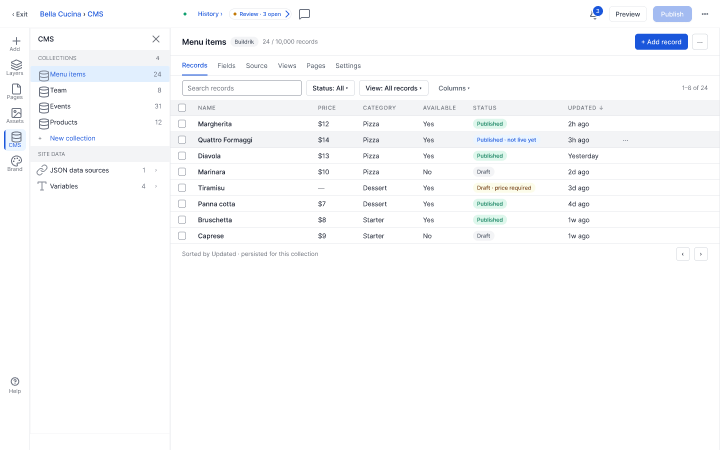 ‹ Exit
Bella Cucina › CMS
History ›
Review · 3 open
3
Preview
Publish
Add
Layers
Pages
Assets
CMS
Brand
Help
CMS
COLLECTIONS 4
Menu items 24
Team 8
Events 31
Products 12
+ New collection
SITE DATA
JSON data sources 1
Variables 4
Menu items Buildrik 24 / 10,000 records
+ Add record
Records Fields Source Views Pages Settings
Search records
Status: All
View: All records
Columns
1–8 of 24
NAME PRICE CATEGORY AVAILABLE STATUS UPDATED ↓
Margherita $12 Pizza Yes Published 2h ago
Quattro Formaggi $14 Pizza Yes Published · not live yet 3h ago ···
Diavola $13 Pizza Yes Published Yesterday
Marinara $10 Pizza No Draft 2d ago
Tiramisu — Dessert Yes Draft · price required 3d ago
Panna cotta $7 Dessert Yes Published 4d ago
Bruschetta $8 Starter Yes Published 1w ago
Caprese $9 Starter No Draft 1w ago
Sorted by Updated · persisted for this collection
‹ ›